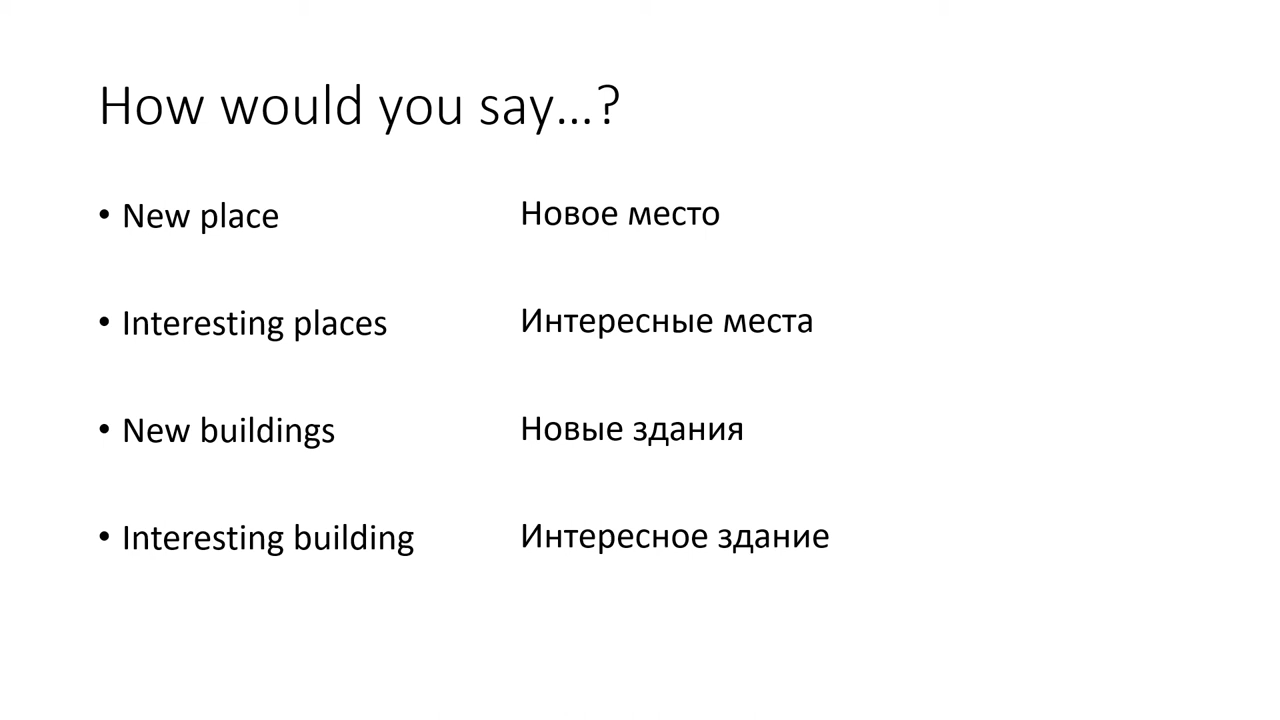 How would you say...?
• New place Новое место
• Interesting places Интересные места
• New buildings Новые здания
• Interesting building Интересное здание